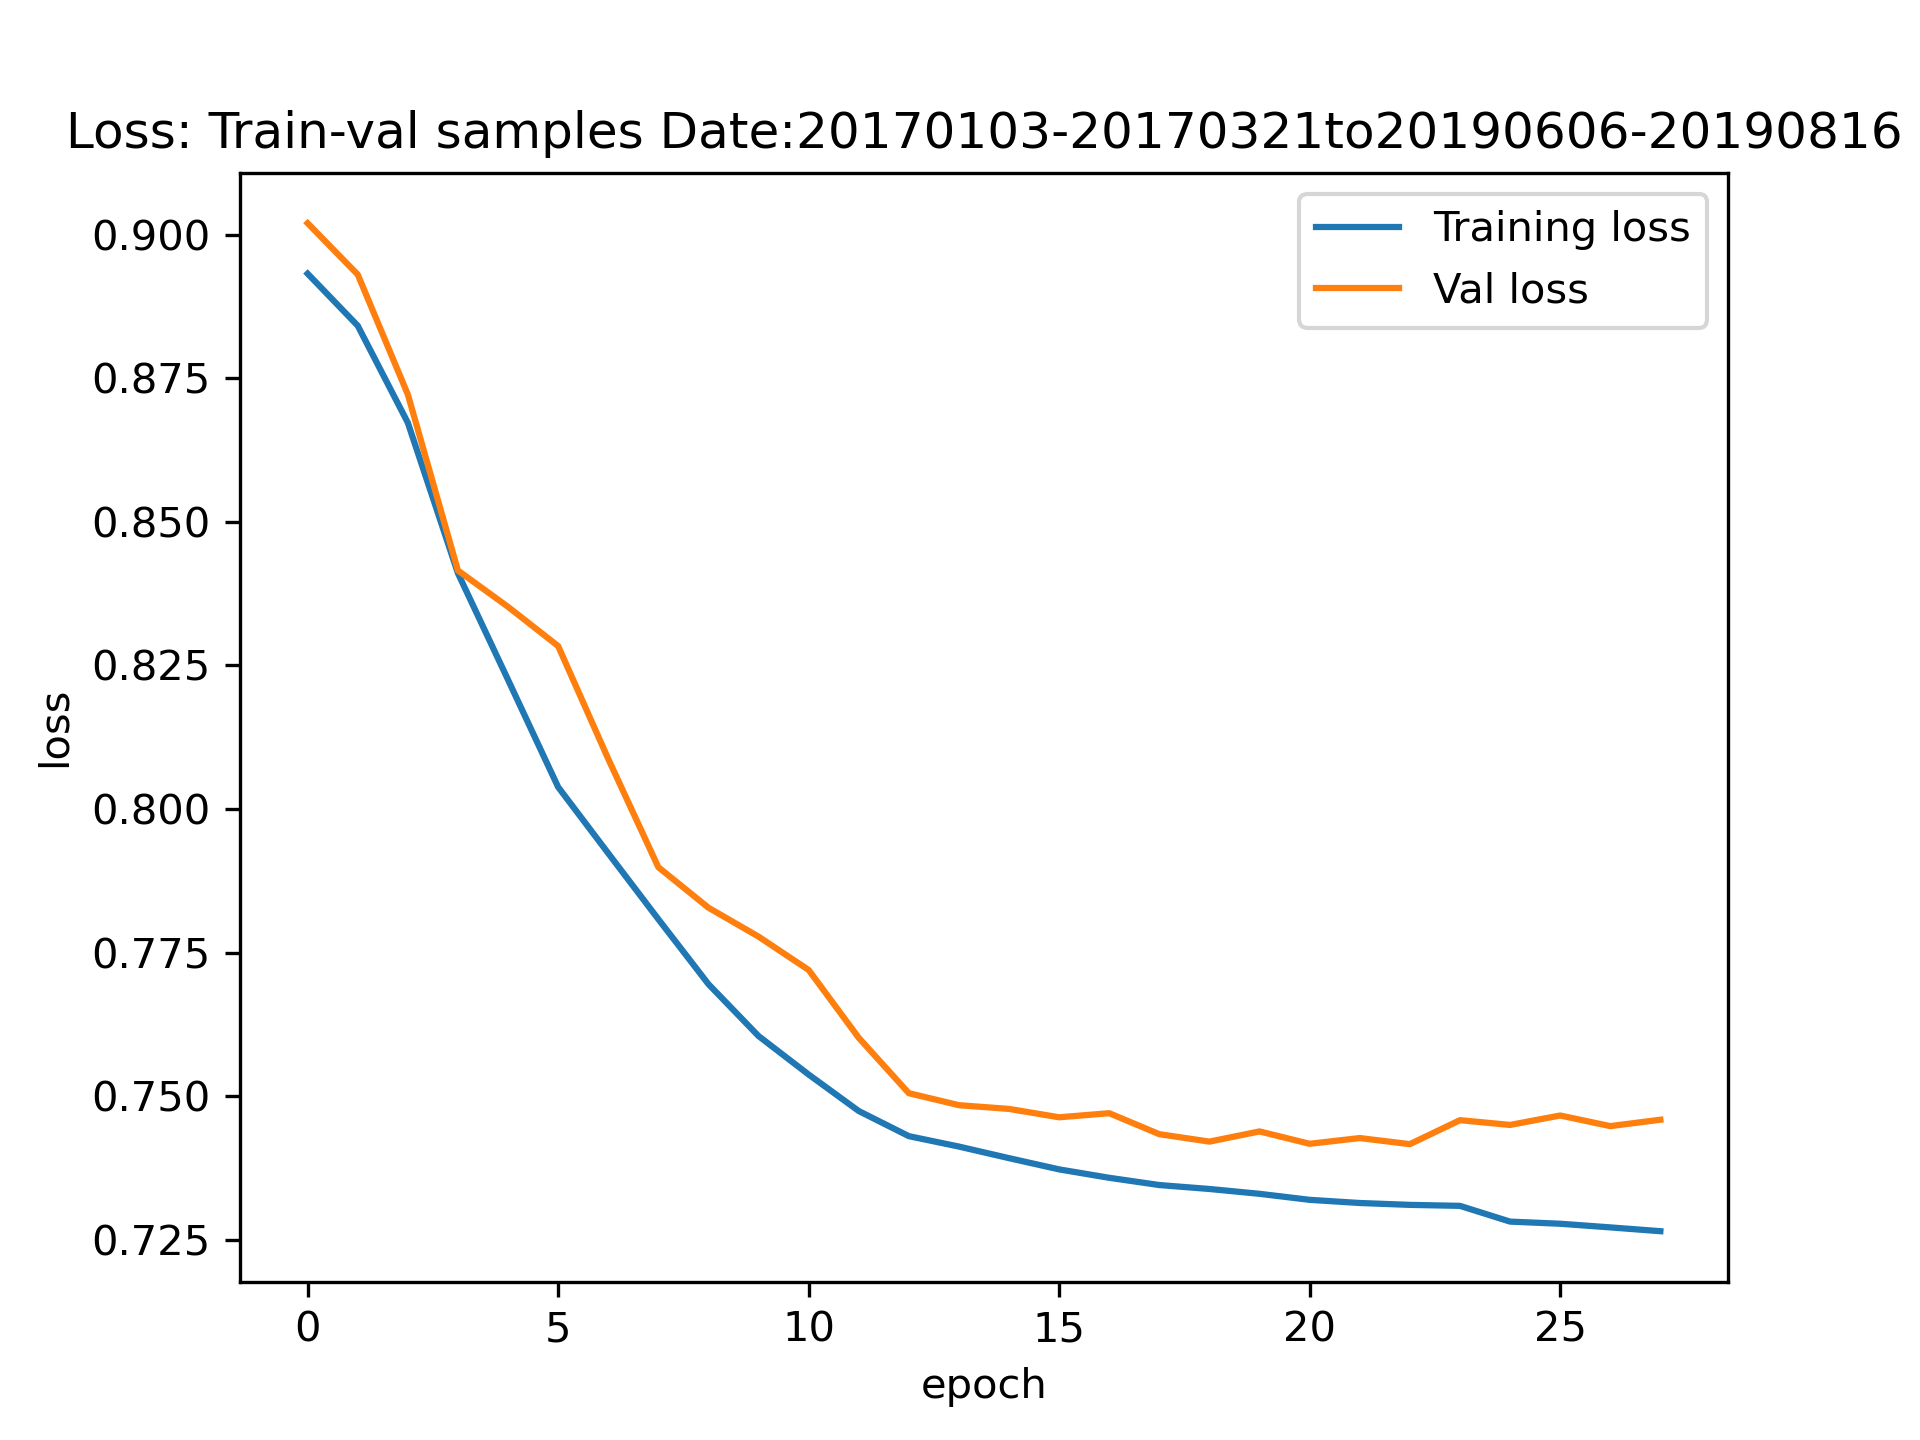 Loss: Train-val samples Date:20170103-20170321to20190606-20190816
Training loss
Val loss
0.900
0.875
0.850
0.825
0.800
0.775
0.750
0.725
loss
0 5 10 15 20 25
epoch